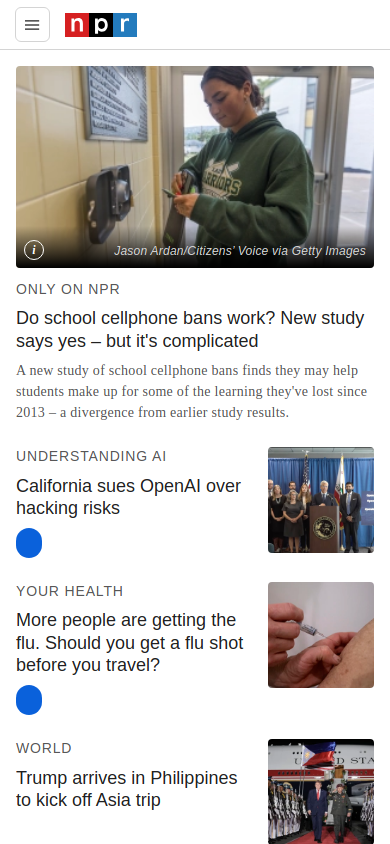 npr
Jason Ardan/Citizens' Voice via Getty Images
ONLY ON NPR
Do school cellphone bans work? New study
says yes – but it's complicated
A new study of school cellphone bans finds they may help
students make up for some of the learning they've lost since
2013 – a divergence from earlier study results.
UNDERSTANDING AI
California sues OpenAI over
hacking risks
YOUR HEALTH
More people are getting the
flu. Should you get a flu shot
before you travel?
WORLD
Trump arrives in Philippines
to kick off Asia trip